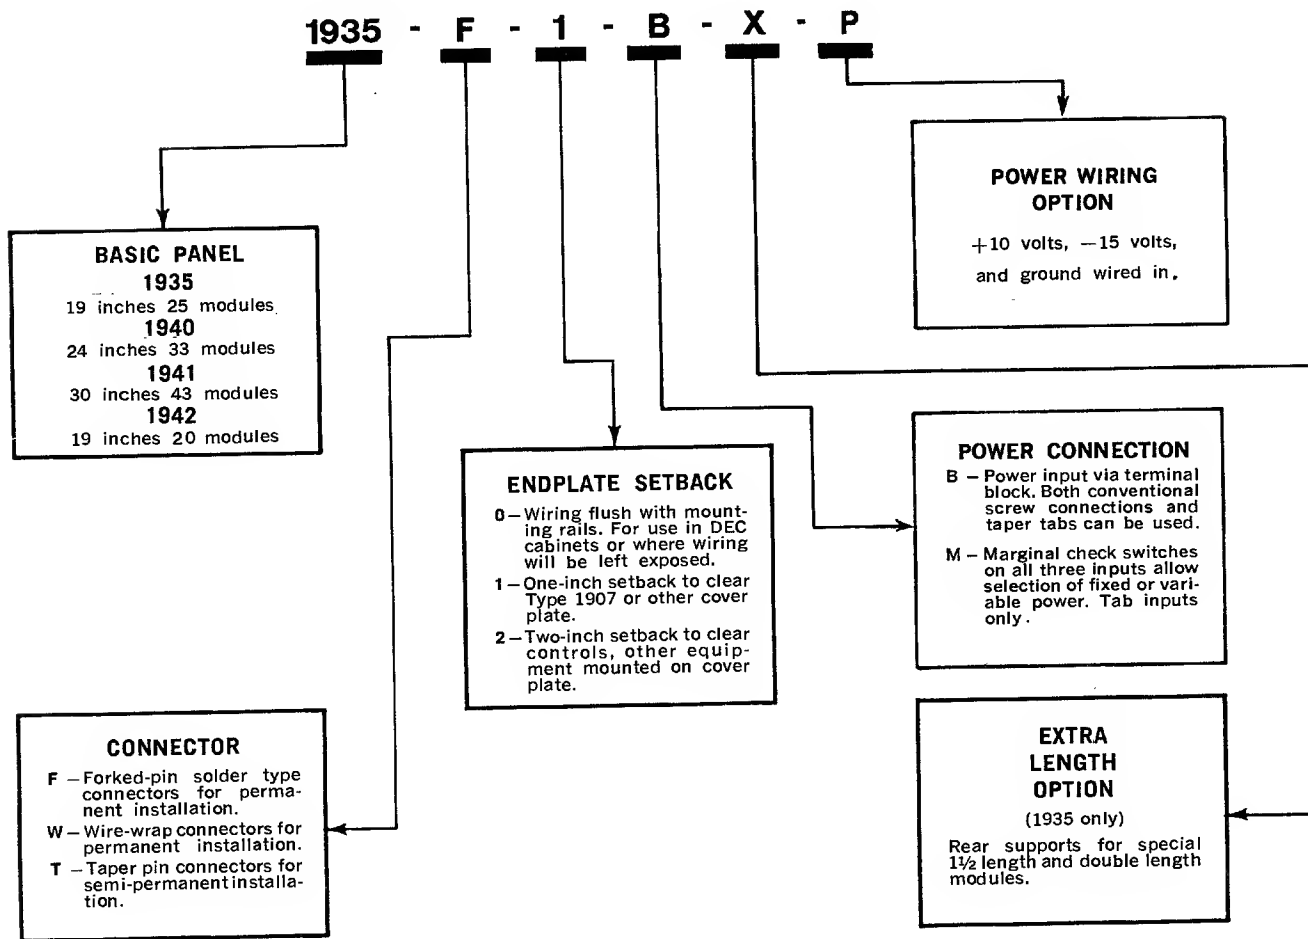 1935 - F - 1 - B - X - P
POWER WIRING
OPTION
+10 volts, —15 volts,
and ground wired in.
BASIC PANEL
1935
19 inches 25 modules
1940
24 inches 33 modules
1941
30 inches 43 modules
1942
19 inches 20 modules
ENDPLATE SETBACK
0—Wiring flush with mount-
ing rails. For use in DEC
cabinets or where wiring
will be left exposed.
1—One-inch setback to clear
Type 1907 or other cover
plate.
2—Two-inch setback to clear
controls, other equip-
ment mounted on cover
plate.
POWER CONNECTION
B — Power input via terminal
block. Both conventional
screw connections and
taper tabs can be used.
M — Marginal check switches
on all three inputs allow
selection of fixed or vari-
able power. Tab inputs
only.
CONNECTOR
F — Forked-pin solder type
connectors for perma-
nent installation.
W — Wire-wrap connectors for
permanent installation.
T — Taper pin connectors for
semi-permanent installa-
tion.
EXTRA
LENGTH
OPTION
(1935 only)
Rear supports for special
1½ length and double length
modules.